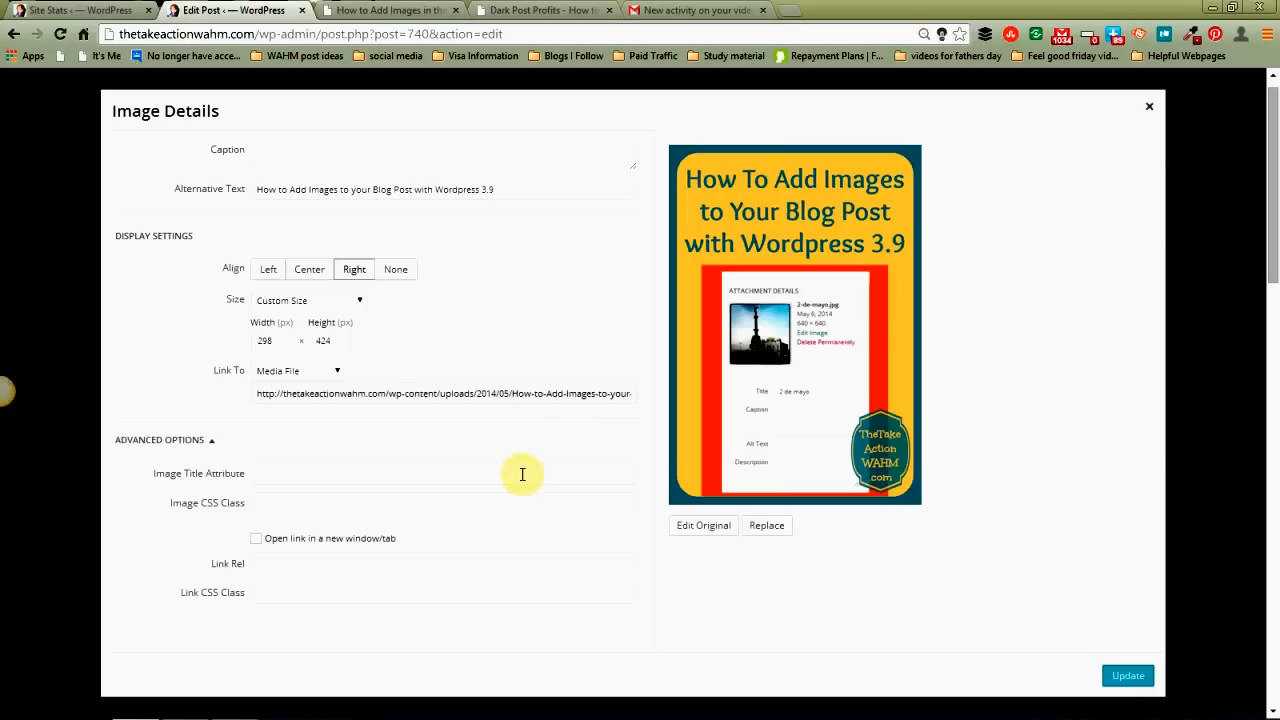 Site Stats ‹ — WordPress
Edit Post ‹ — WordPress
How to Add Images in the
Dark Post Profits - How to
New activity on your vide
thetakeactionwahm.com/wp-admin/post.php?post=740&action=edit
1034
0
89
Apps
It's Me
No longer have acce...
WAHM post ideas
social media
Visa Information
Blogs I Follow
Paid Traffic
Study material
Repayment Plans | F...
videos for fathers day
Feel good friday vid...
Helpful Webpages
Image Details
×
Caption
Alternative Text
How to Add Images to your Blog Post with Wordpress 3.9
DISPLAY SETTINGS
Align
Left
Center
Right
None
Size
Custom Size
Width (px)
Height (px)
298
×
424
Link To
Media File
http://thetakeactionwahm.com/wp-content/uploads/2014/05/How-to-Add-Images-to-your-
ADVANCED OPTIONS
Image Title Attribute
Image CSS Class
Open link in a new window/tab
Link Rel
Link CSS Class
How To Add Images
to Your Blog Post
with Wordpress 3.9
ATTACHMENT DETAILS
2-de-mayo.jpg
May 6, 2014
640 × 640
Edit Image
Delete Permanently
Title
2 de mayo
Caption
Alt Text
Description
TheTake
Action
WAHM
.com
Edit Original
Replace
Update